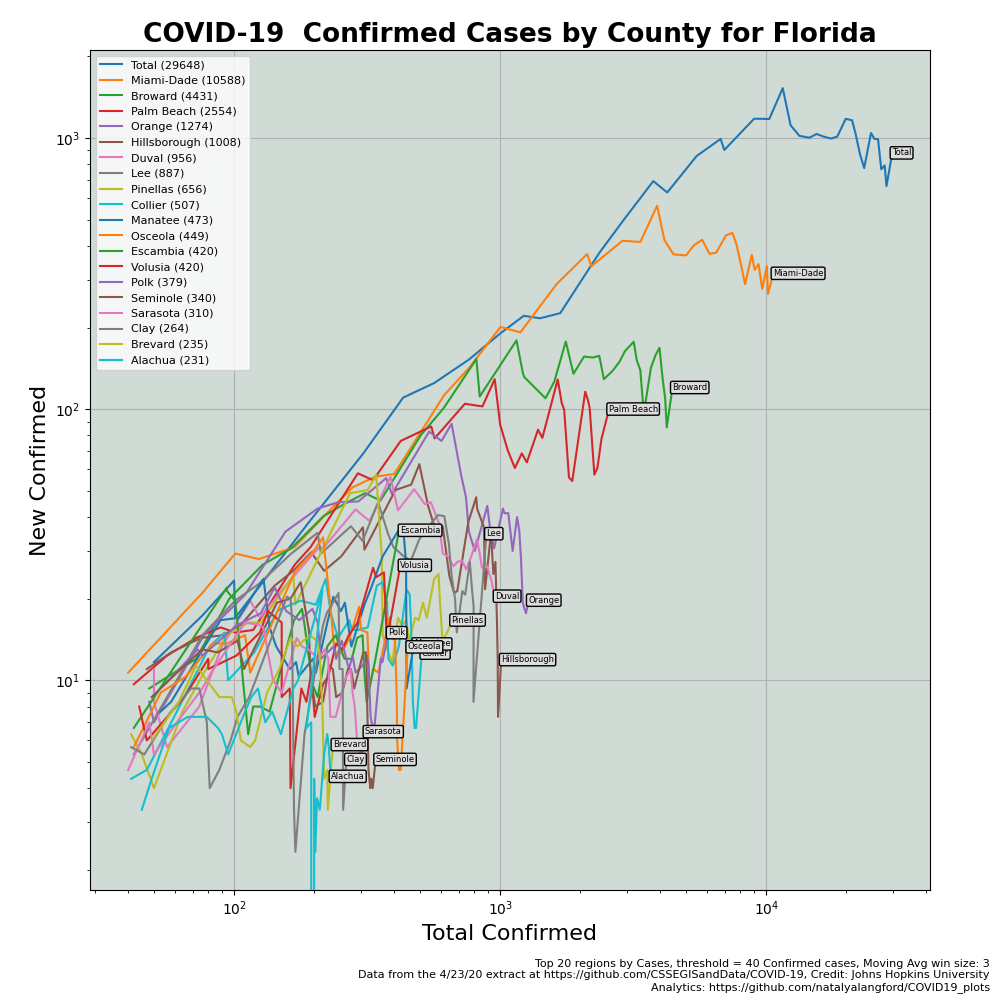 COVID-19  Confirmed Cases by County for Florida
Total (29648)
Miami-Dade (10588)
Broward (4431)
Palm Beach (2554)
Orange (1274)
Hillsborough (1008)
Duval (956)
Lee (887)
Pinellas (656)
Collier (507)
Manatee (473)
Osceola (449)
Escambia (420)
Volusia (420)
Polk (379)
Seminole (340)
Sarasota (310)
Clay (264)
Brevard (235)
Alachua (231)
New Confirmed
10³
10²
10¹
Total
Miami-Dade
Broward
Palm Beach
Escambia
Lee
Volusia
Duval
Orange
Pinellas
Polk
Osceola
Hillsborough
Sarasota
Brevard
Clay
Seminole
Alachua
10²
10³
10⁴
Total Confirmed
Top 20 regions by Cases, threshold = 40 Confirmed cases, Moving Avg win size: 3
Data from the 4/23/20 extract at https://github.com/CSSEGISandData/COVID-19, Credit: Johns Hopkins University
Analytics: https://github.com/natalyalangford/COVID19_plots